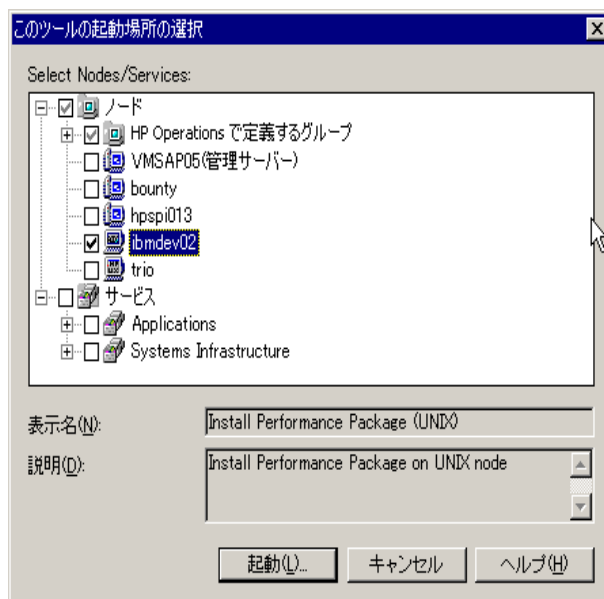 このツールの起動場所の選択
Select Nodes/Services:
ノード
HP Operations で定義するグループ
VMSAP05(管理サーバー)
bounty
hpspi013
ibmdev02
trio
サービス
Applications
Systems Infrastructure
表示名(N):
Install Performance Package (UNIX)
説明(D):
Install Performance Package on UNIX node
起動(L)...
キャンセル
ヘルプ(H)